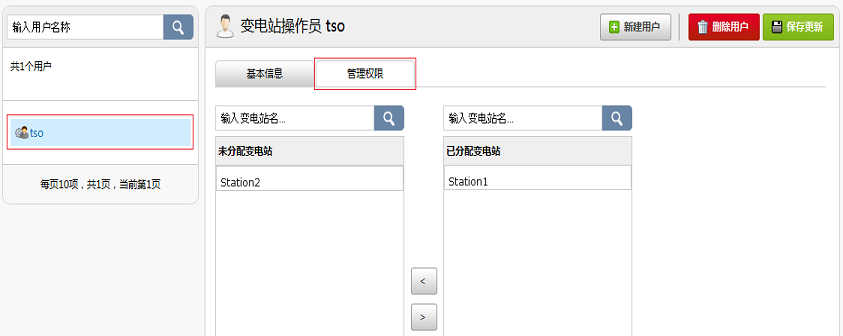 输入用户名称
共1个用户
tso
每页10项，共1页，当前第1页
变电站操作员 tso
新建用户
删除用户
保存更新
基本信息
管理权限
输入变电站名...
输入变电站名...
未分配变电站
已分配变电站
Station2
Station1
<
>